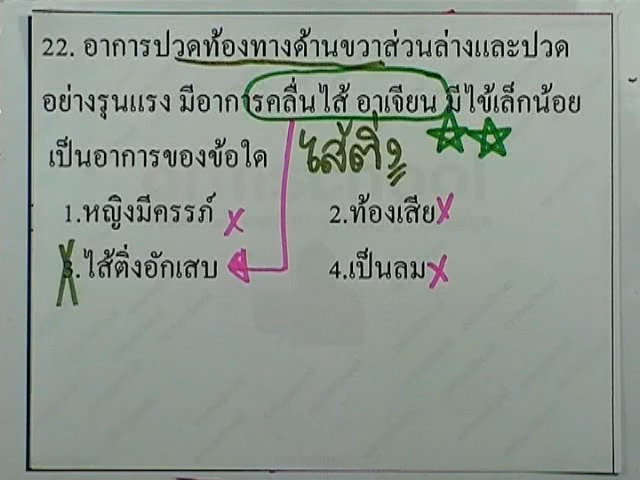 22. อาการปวดท้องทางด้านขวาส่วนล่างและปวด
อย่างรุนแรง มีอาการคลื่นไส้ อาเจียน มีไข้เล็กน้อย
เป็นอาการของข้อใด ไส้ติ่ง
1.หญิงมีครรภ์ 2.ท้องเสีย
3.ไส้ติ่งอักเสบ 4.เป็นลม